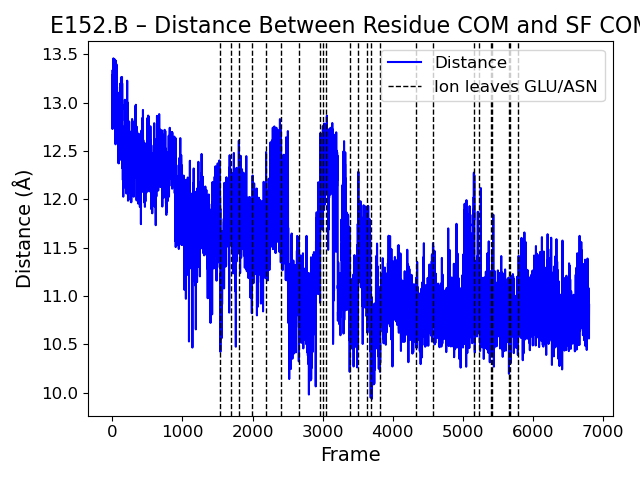 E152.B – Distance Between Residue COM and SF COM
13.5
13.0
12.5
12.0
11.5
11.0
10.5
10.0
Distance (Å)
Distance
Ion leaves GLU/ASN
0 1000 2000 3000 4000 5000 6000 7000
Frame